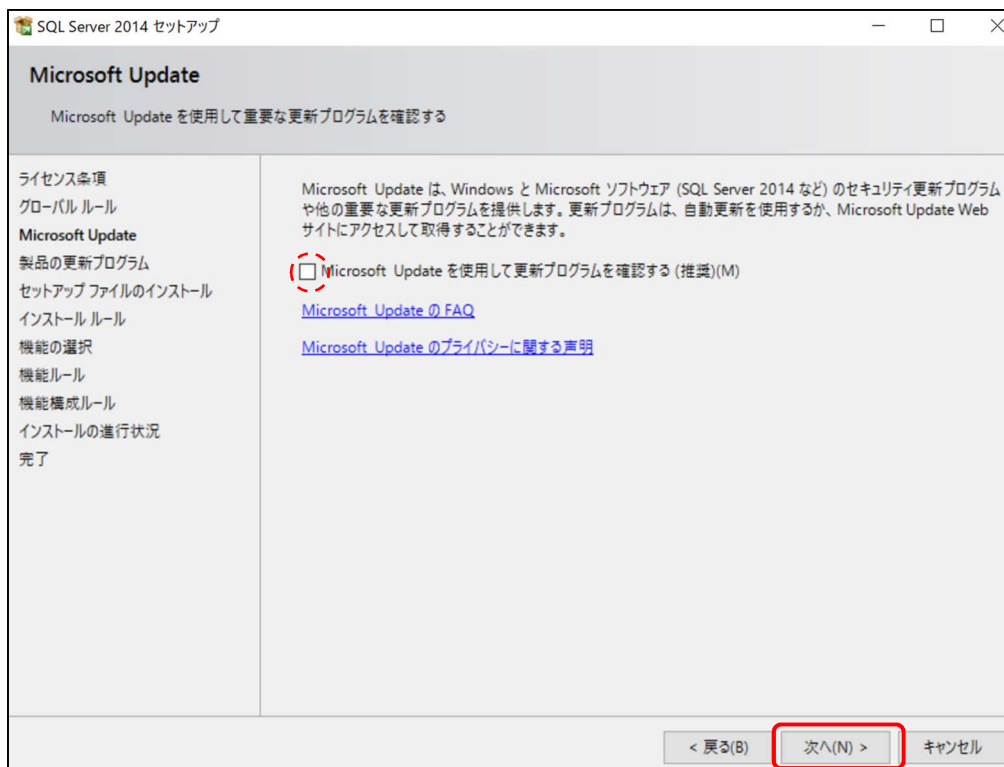 SQL Server 2014 セットアップ
Microsoft Update
Microsoft Update を使用して重要な更新プログラムを確認する
ライセンス条項
グローバル ルール
Microsoft Update
製品の更新プログラム
セットアップ ファイルのインストール
インストール ルール
機能の選択
機能ルール
機能構成ルール
インストールの進行状況
完了
Microsoft Update は、Windows と Microsoft ソフトウェア (SQL Server 2014 など) のセキュリティ更新プログラム
や他の重要な更新プログラムを提供します。更新プログラムは、自動更新を使用するか、Microsoft Update Web
サイトにアクセスして取得することができます。
Microsoft Update を使用して更新プログラムを確認する (推奨)(M)
Microsoft Update の FAQ
Microsoft Update のプライバシーに関する声明
< 戻る(B)
次へ(N) >
キャンセル